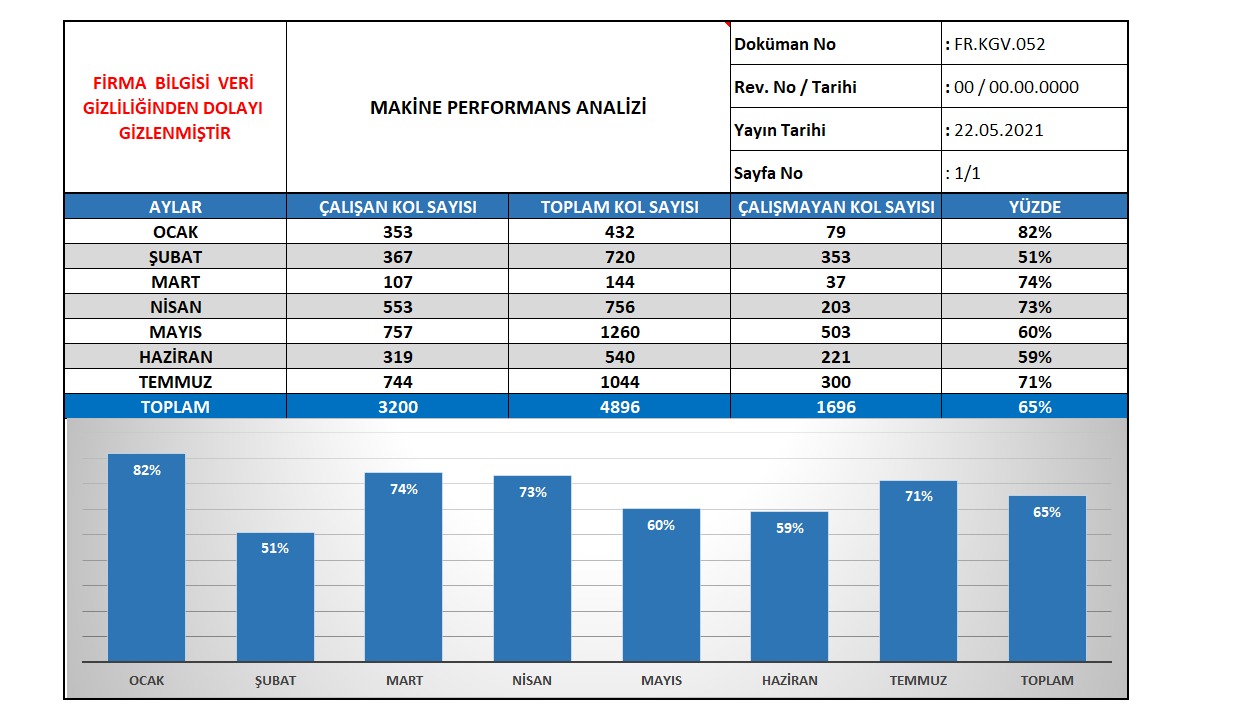 FİRMA BİLGİSİ VERİ
GİZLİLİĞİNDEN DOLAYI
GİZLENMİŞTİR
MAKİNE PERFORMANS ANALİZİ
Doküman No : FR.KGV.052
Rev. No / Tarihi : 00 / 00.00.0000
Yayın Tarihi : 22.05.2021
Sayfa No : 1/1
AYLAR ÇALIŞAN KOL SAYISI TOPLAM KOL SAYISI ÇALIŞMAYAN KOL SAYISI YÜZDE
OCAK 353 432 79 82%
ŞUBAT 367 720 353 51%
MART 107 144 37 74%
NİSAN 553 756 203 73%
MAYIS 757 1260 503 60%
HAZİRAN 319 540 221 59%
TEMMUZ 744 1044 300 71%
TOPLAM 3200 4896 1696 65%
82% 51% 74% 73% 60% 59% 71% 65%
OCAK ŞUBAT MART NİSAN MAYIS HAZİRAN TEMMUZ TOPLAM